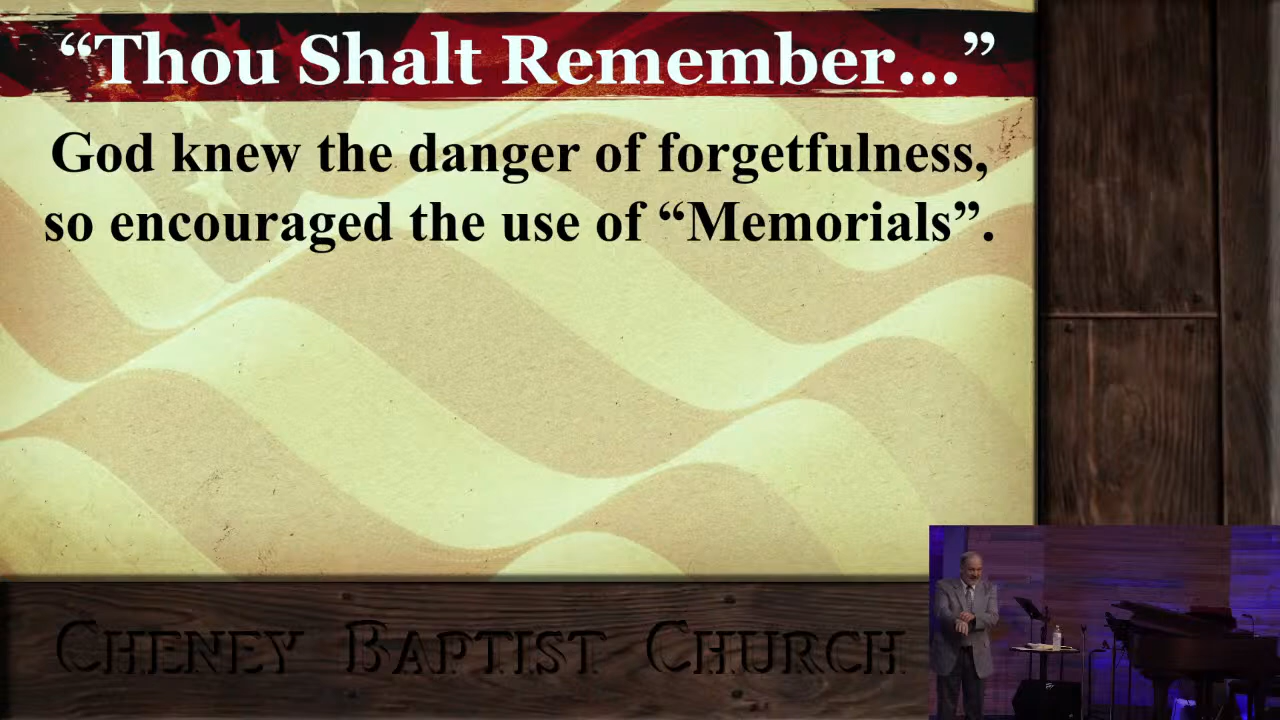 “Thou Shalt Remember...”
God knew the danger of forgetfulness,
so encouraged the use of “Memorials”.
Cheney Baptist Church